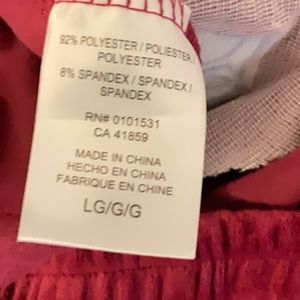 92% POLYESTER / POLIESTER /
POLYESTER
8% SPANDEX / SPANDEX /
SPANDEX
RN# 0101531
CA 41859
MADE IN CHINA
HECHO EN CHINA
FABRIQUE EN CHINE
LG/G/G